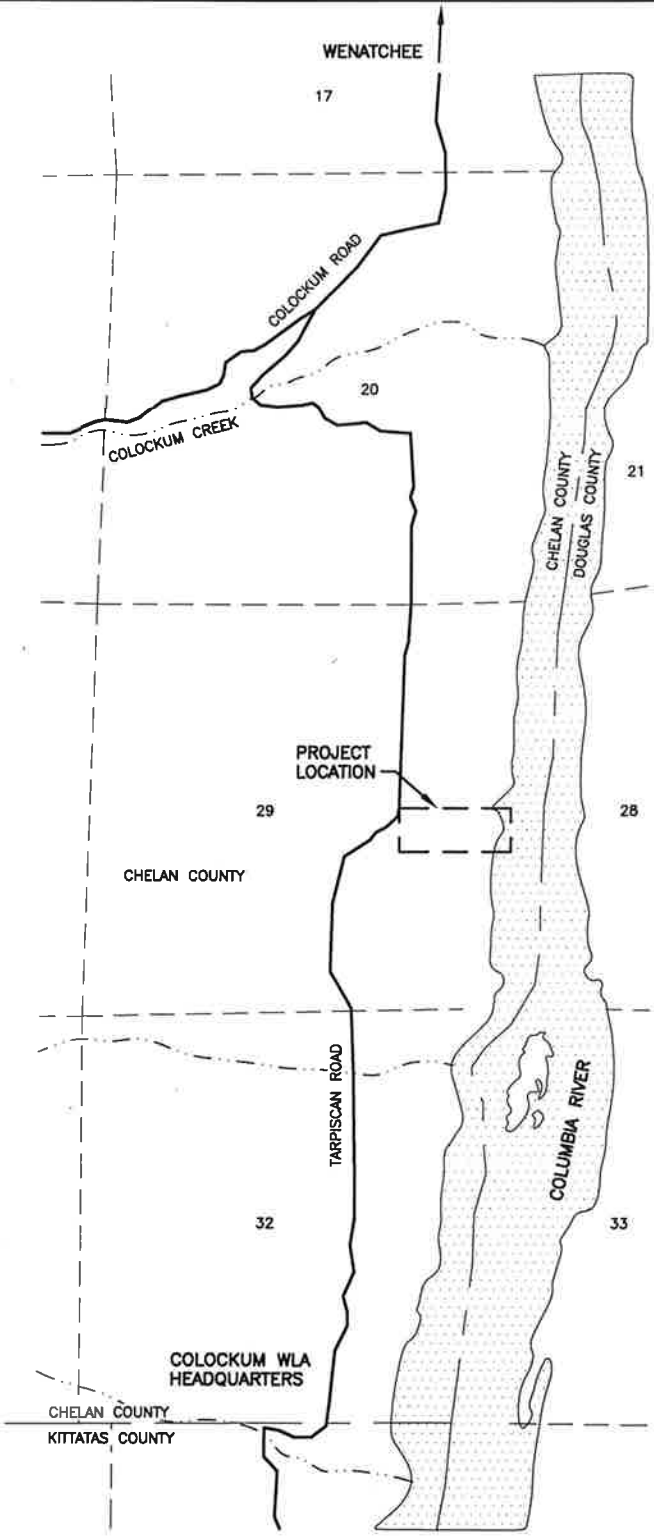 WENATCHEE
17
COLOCKUM ROAD
20
COLOCKUM CREEK
21
CHELAN COUNTY
DOUGLAS COUNTY
PROJECT
LOCATION
29
28
CHELAN COUNTY
TARPISCAN ROAD
COLUMBIA RIVER
32
33
COLOCKUM WLA
HEADQUARTERS
CHELAN COUNTY
KITTATAS COUNTY